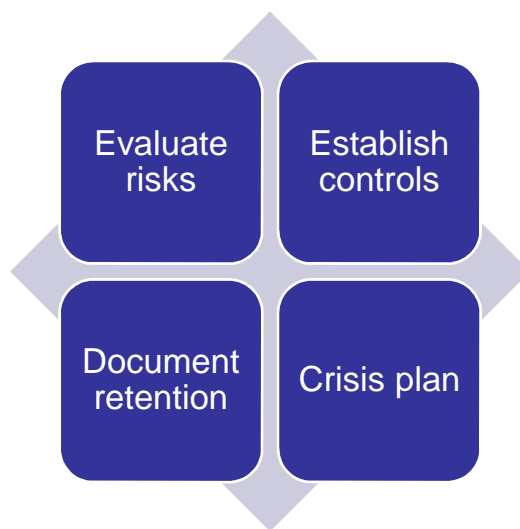 Evaluate
risks
Establish
controls
Document
retention
Crisis plan